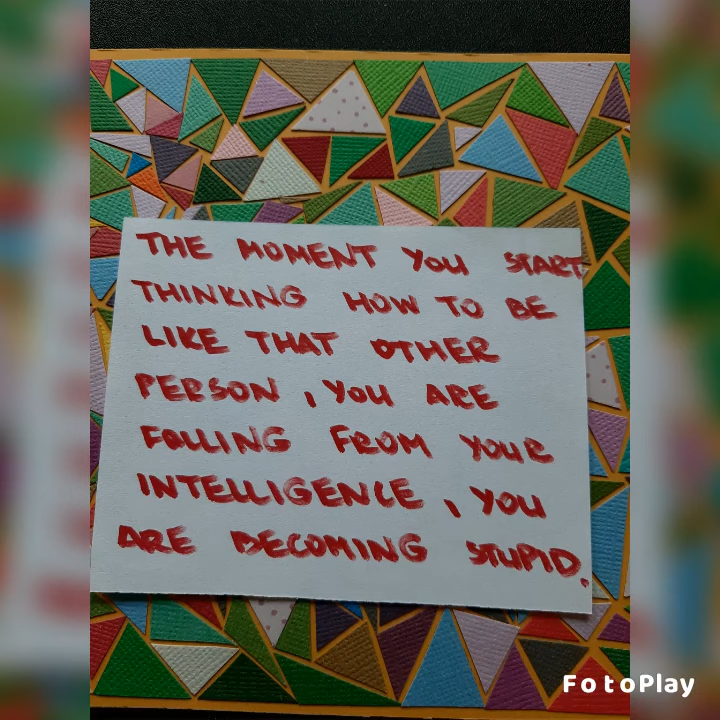 THE MOMENT YOU START
THINKING HOW TO BE
LIKE THAT OTHER
PERSON, YOU ARE
FALLING FROM YOUR
INTELLIGENCE, YOU
ARE BECOMING STUPID.
FotoPlay